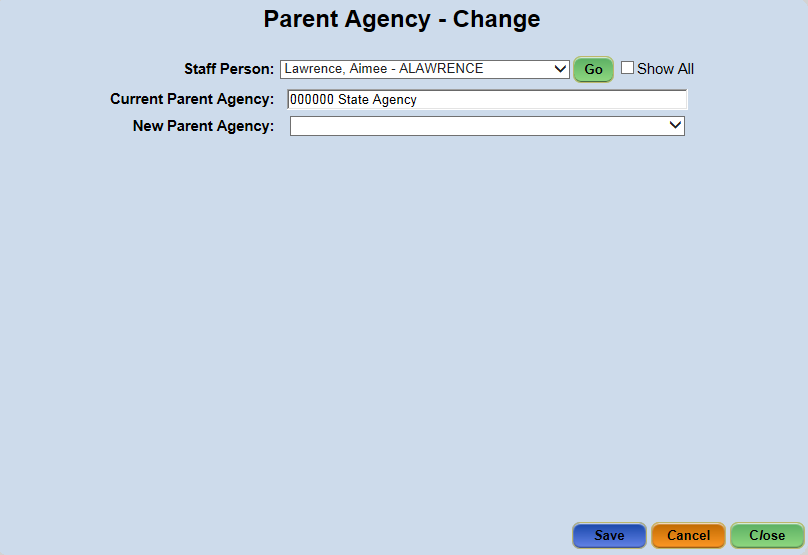 Parent Agency - Change
Staff Person: Lawrence, Aimee - ALAWRENCE Go Show All
Current Parent Agency: 000000 State Agency
New Parent Agency:
Save Cancel Close